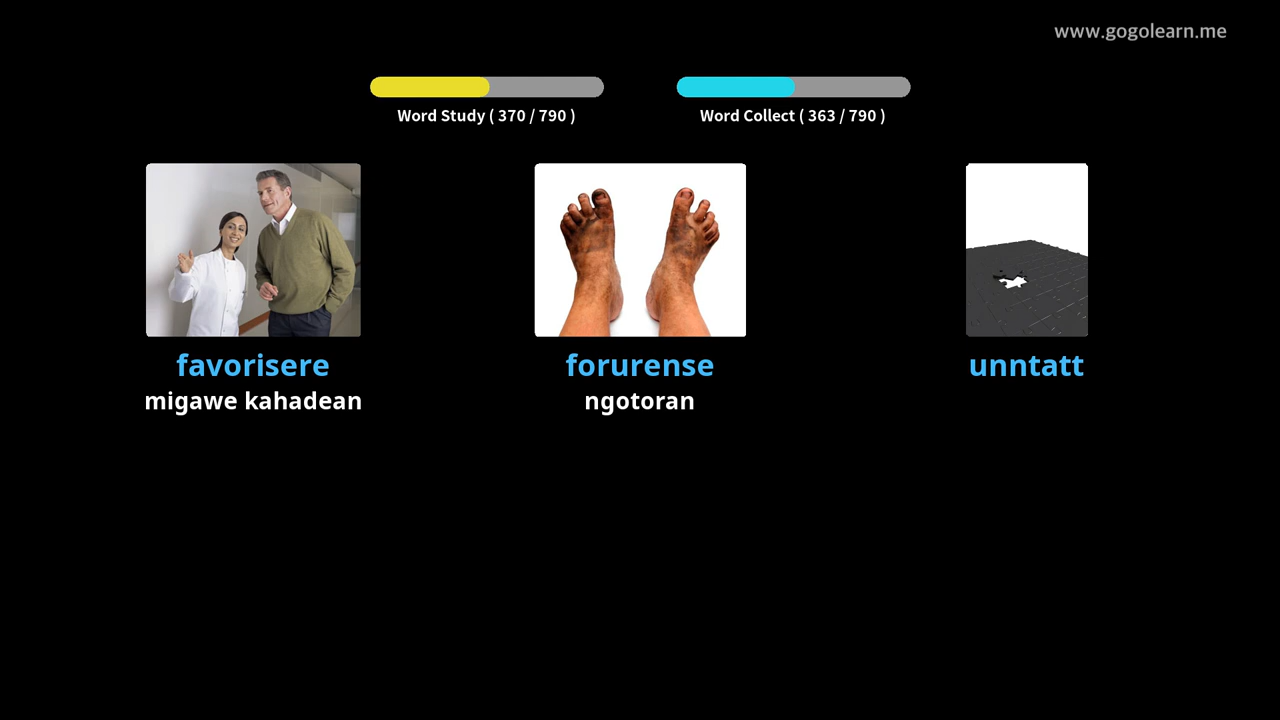 www.gogolearn.me
Word Study ( 370 / 790 )
Word Collect ( 363 / 790 )
favorisere
migawe kahadean
forurense
ngotoran
unntatt